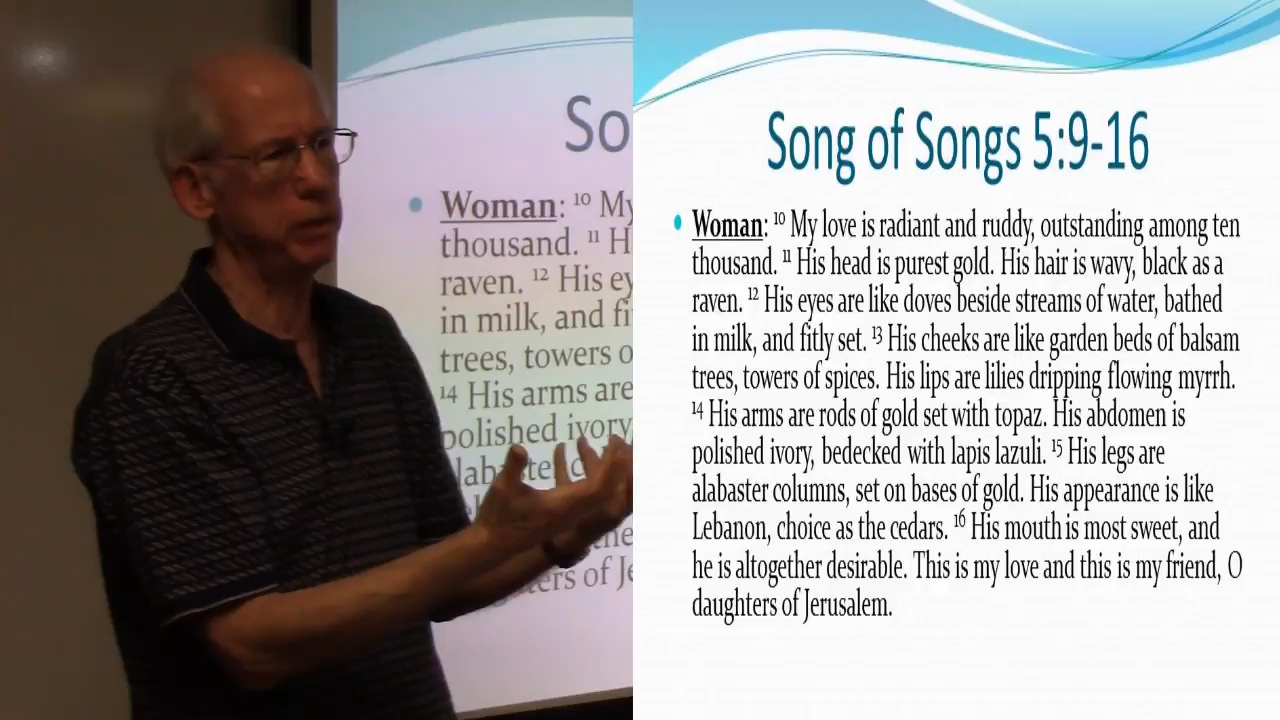 So
Woman: ¹⁰ My
thousand. ¹¹ H
raven. ¹² His ey
in milk, and fi
trees, towers o
¹⁴ His arms are
polished ivory,
alabaster c
the
ters of Je
Song of Songs 5:9-16
• Woman: ¹⁰ My love is radiant and ruddy, outstanding among ten
thousand. ¹¹ His head is purest gold. His hair is wavy, black as a
raven. ¹² His eyes are like doves beside streams of water, bathed
in milk, and fitly set. ¹³ His cheeks are like garden beds of balsam
trees, towers of spices. His lips are lilies dripping flowing myrrh.
¹⁴ His arms are rods of gold set with topaz. His abdomen is
polished ivory, bedecked with lapis lazuli. ¹⁵ His legs are
alabaster columns, set on bases of gold. His appearance is like
Lebanon, choice as the cedars. ¹⁶ His mouth is most sweet, and
he is altogether desirable. This is my love and this is my friend, O
daughters of Jerusalem.